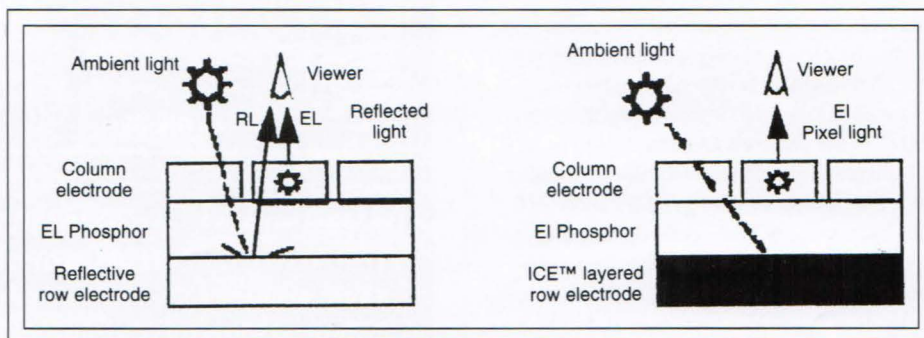 Ambient light
Viewer
RL
EL
Reflected
light
Column
electrode
EL Phosphor
Reflective
row electrode
Ambient light
Viewer
El
Pixel light
Column
electrode
El Phosphor
ICE™ layered
row electrode